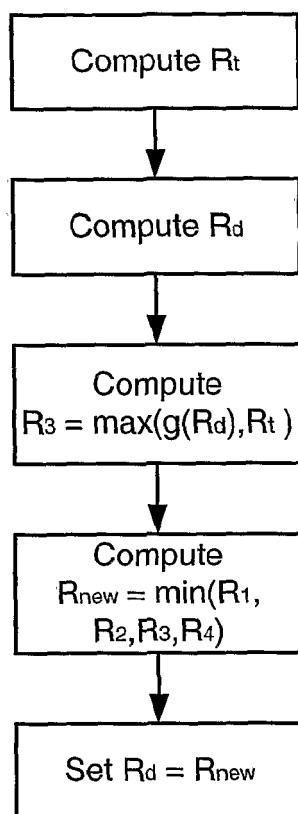 Compute Rt
Compute Rd
Compute
R3 = max(g(Rd),Rt )
Compute
Rnew = min(R1,
R2,R3,R4)
Set Rd = Rnew